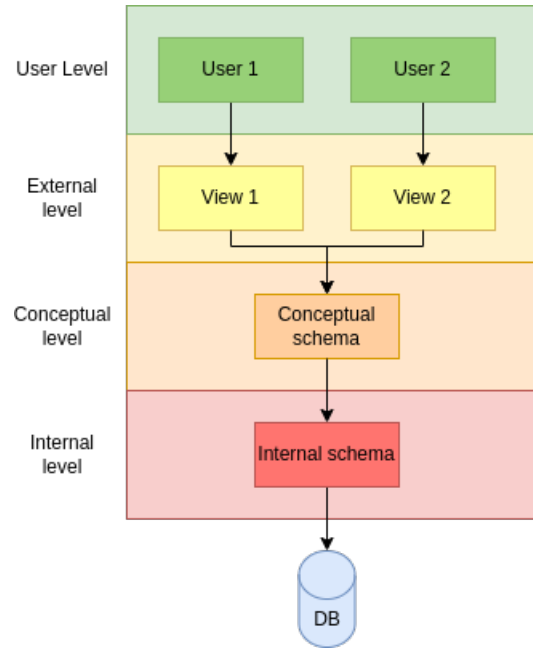 User Level
User 1
User 2
External
level
View 1
View 2
Conceptual
level
Conceptual
schema
Internal
level
Internal schema
DB